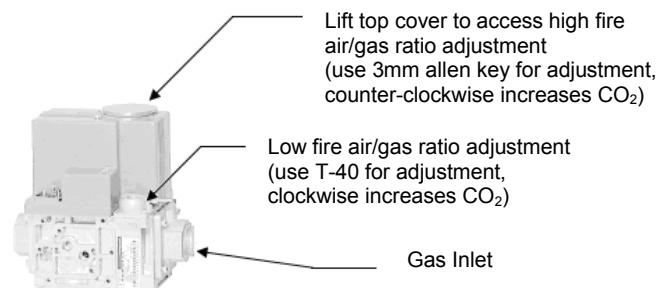 Lift top cover to access high fire
air/gas ratio adjustment
(use 3mm allen key for adjustment,
counter-clockwise increases CO₂)
Low fire air/gas ratio adjustment
(use T-40 for adjustment,
clockwise increases CO₂)
Gas Inlet